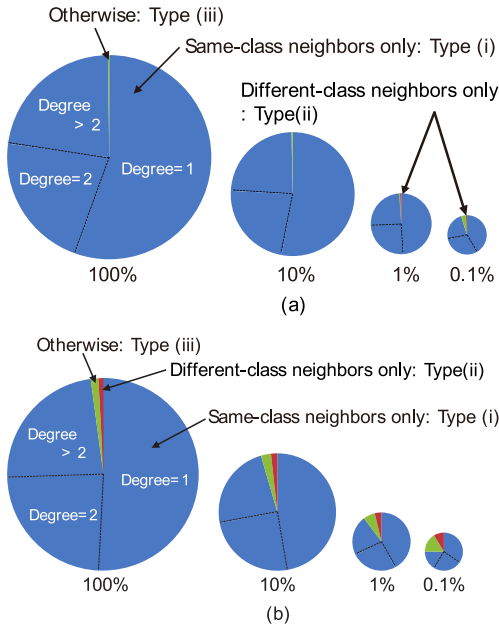 Otherwise: Type (iii)
Same-class neighbors only: Type (i)
Different-class neighbors only
: Type(ii)
Degree
> 2
Degree=2
Degree=1
100%
10%
1%
0.1%
(a)
Otherwise: Type (iii)
Different-class neighbors only: Type(ii)
Same-class neighbors only: Type (i)
Degree
> 2
Degree=1
Degree=2
100%
10%
1%
0.1%
(b)